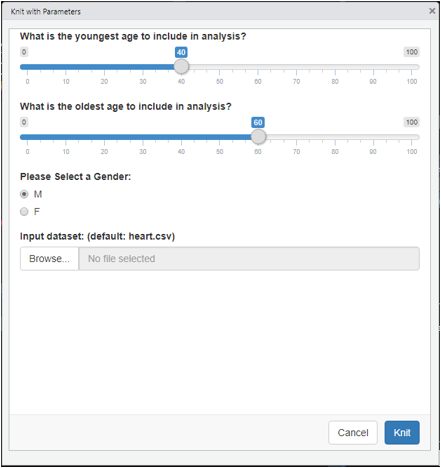 Knit with Parameters ×
What is the youngest age to include in analysis?
0 40 100
0 10 20 30 40 50 60 70 80 90 100
What is the oldest age to include in analysis?
0 60 100
0 10 20 30 40 50 60 70 80 90 100
Please Select a Gender:
M
F
Input dataset: (default: heart.csv)
Browse... No file selected
Cancel Knit